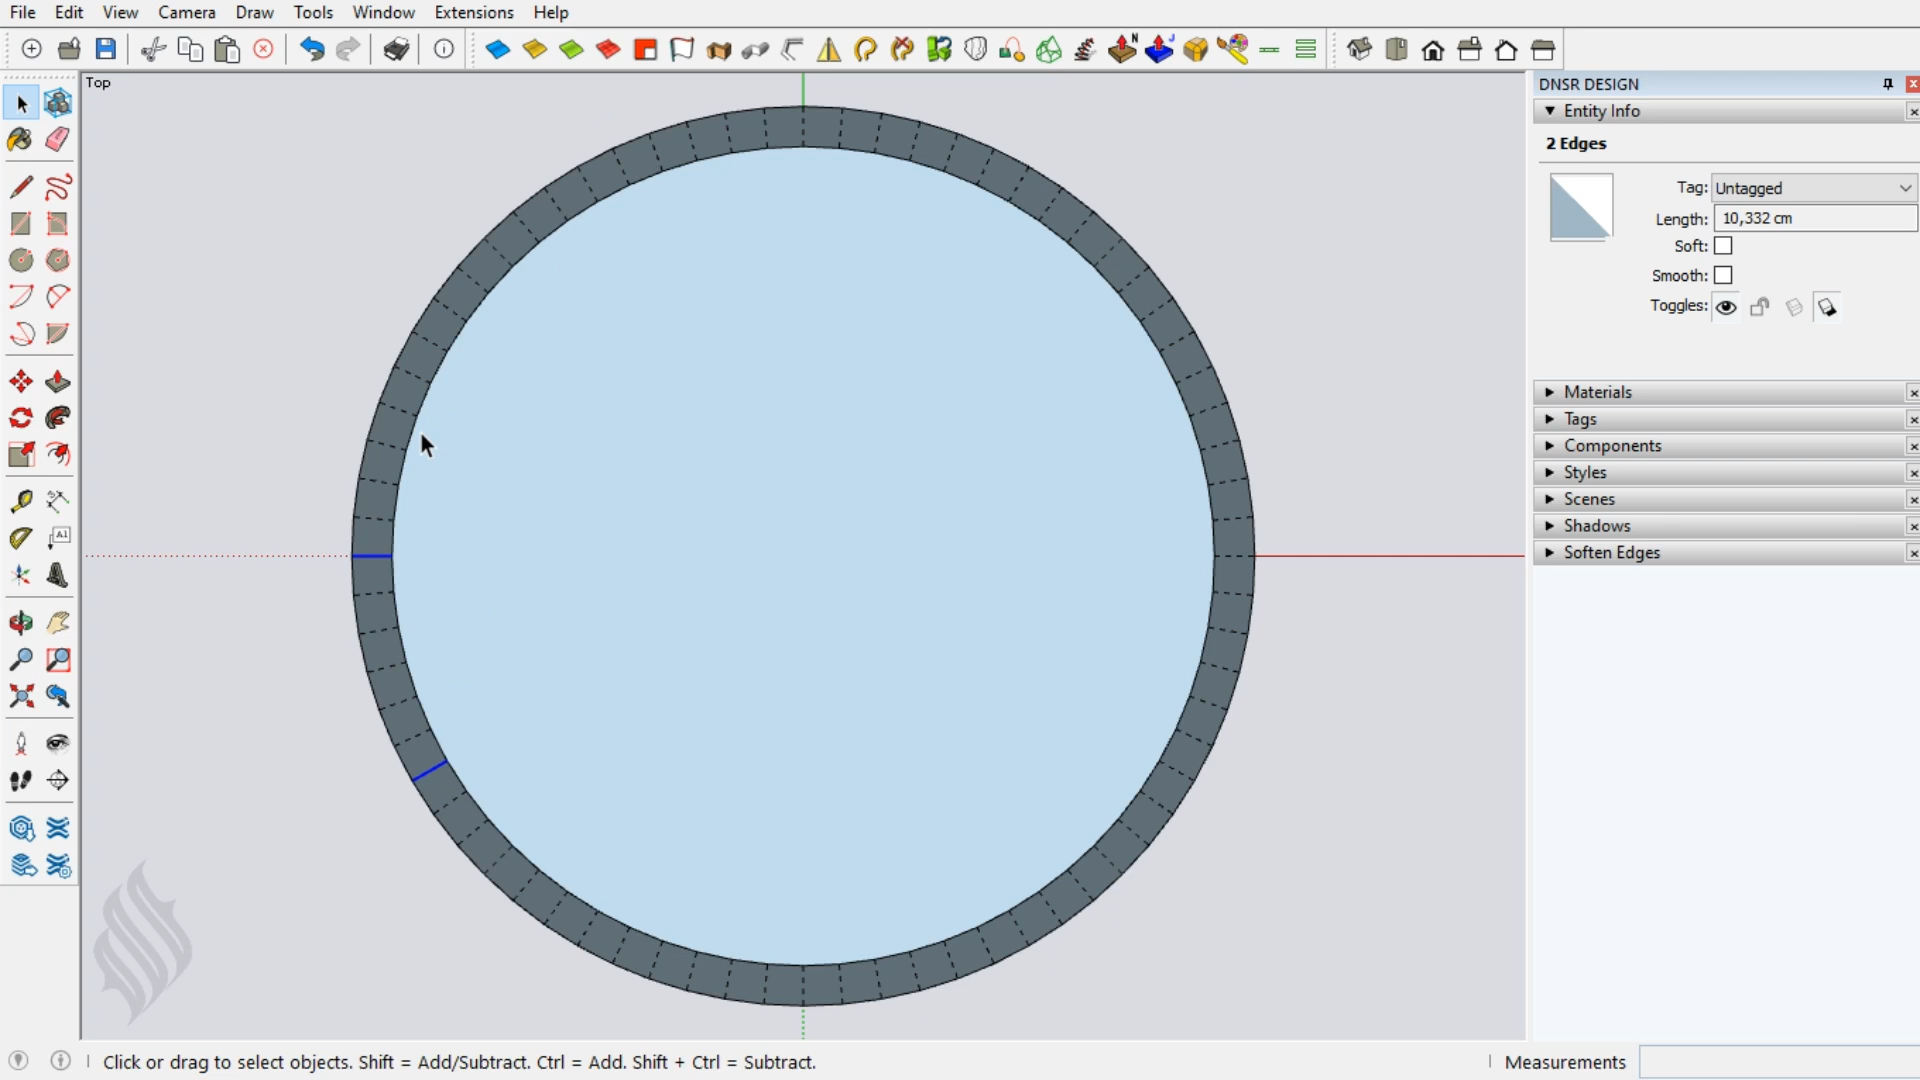 File Edit View Camera Draw Tools Window Extensions Help
Top
DNSR DESIGN
Entity Info
2 Edges
Tag: Untagged
Length: 10,332 cm
Soft:
Smooth:
Toggles:
Materials
Tags
Components
Styles
Scenes
Shadows
Soften Edges
A1
Click or drag to select objects. Shift = Add/Subtract. Ctrl = Add. Shift + Ctrl = Subtract.
Measurements